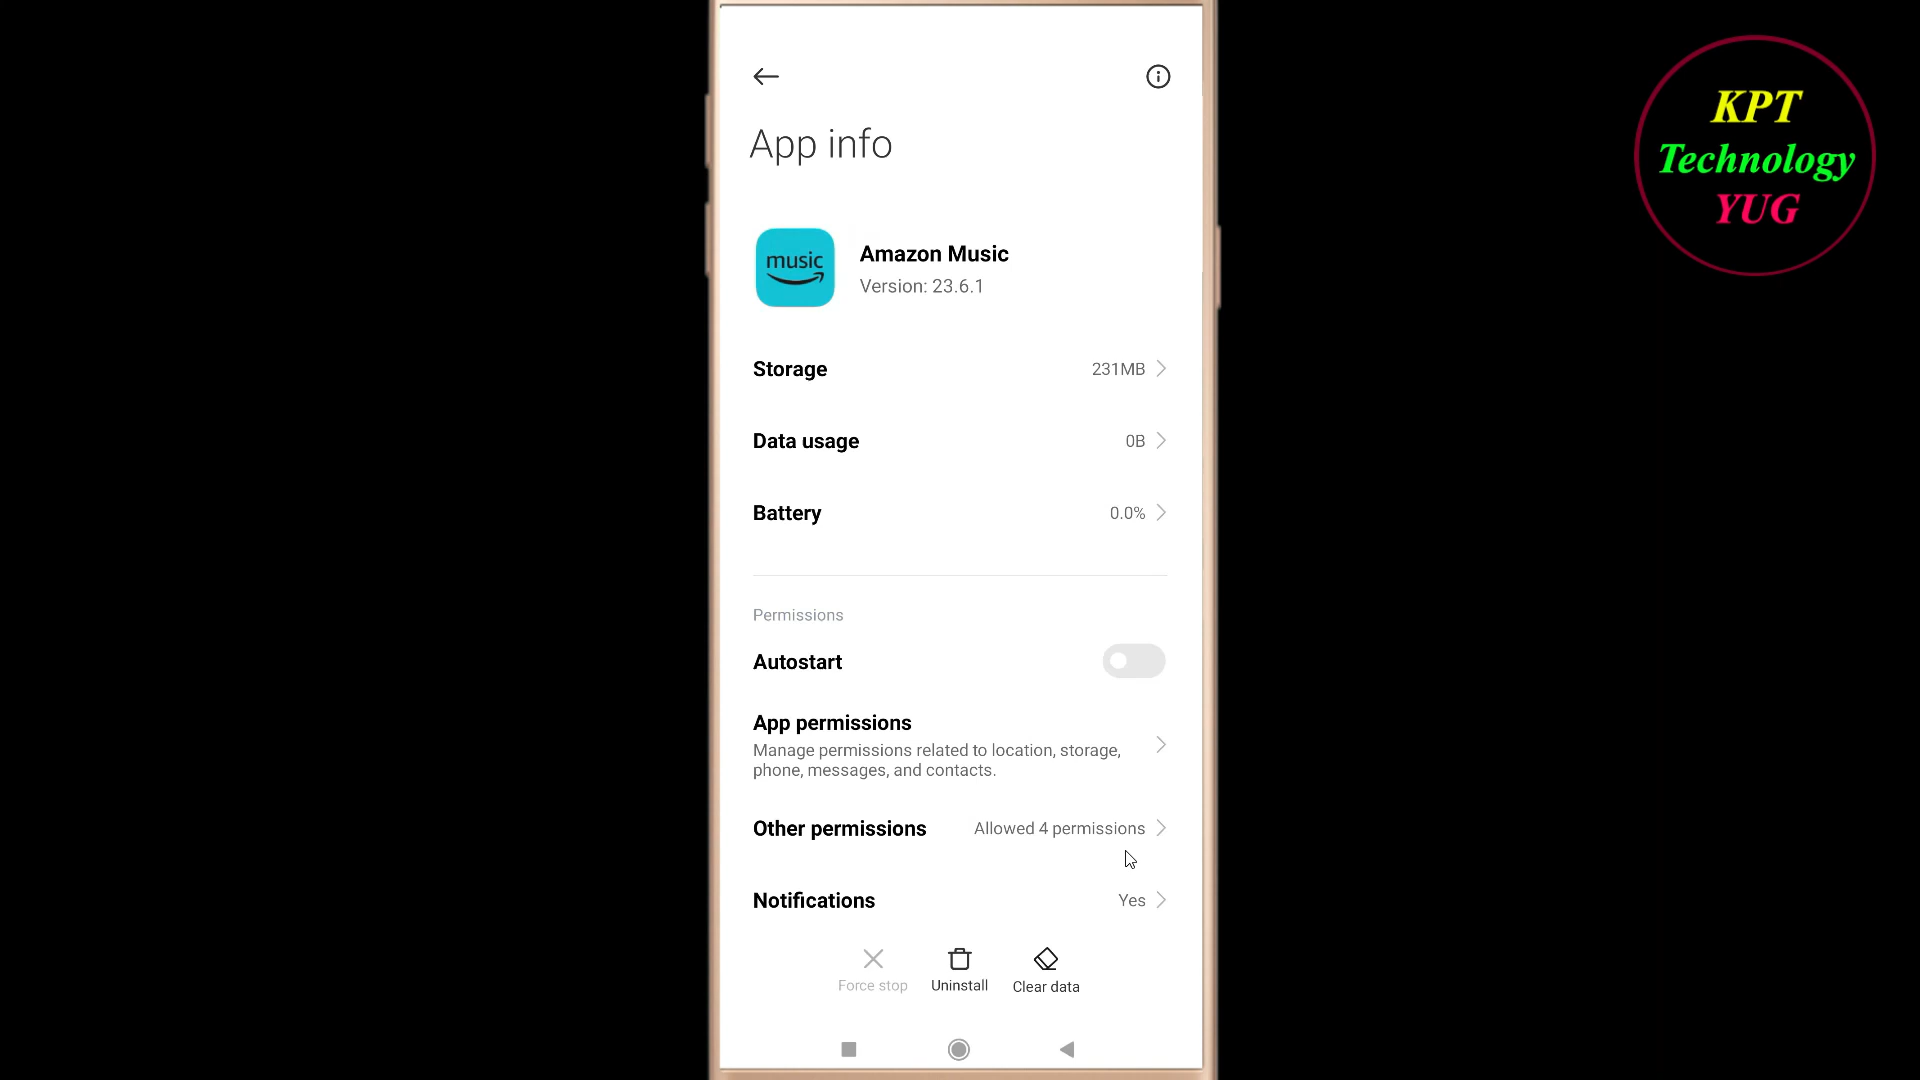 App info
music
Amazon Music
Version: 23.6.1
Storage 231MB
Data usage 0B
Battery 0.0%
Permissions
Autostart
App permissions
Manage permissions related to location, storage,
phone, messages, and contacts.
Other permissions Allowed 4 permissions
Notifications Yes
Force stop Uninstall Clear data
KPT
Technology
YUG